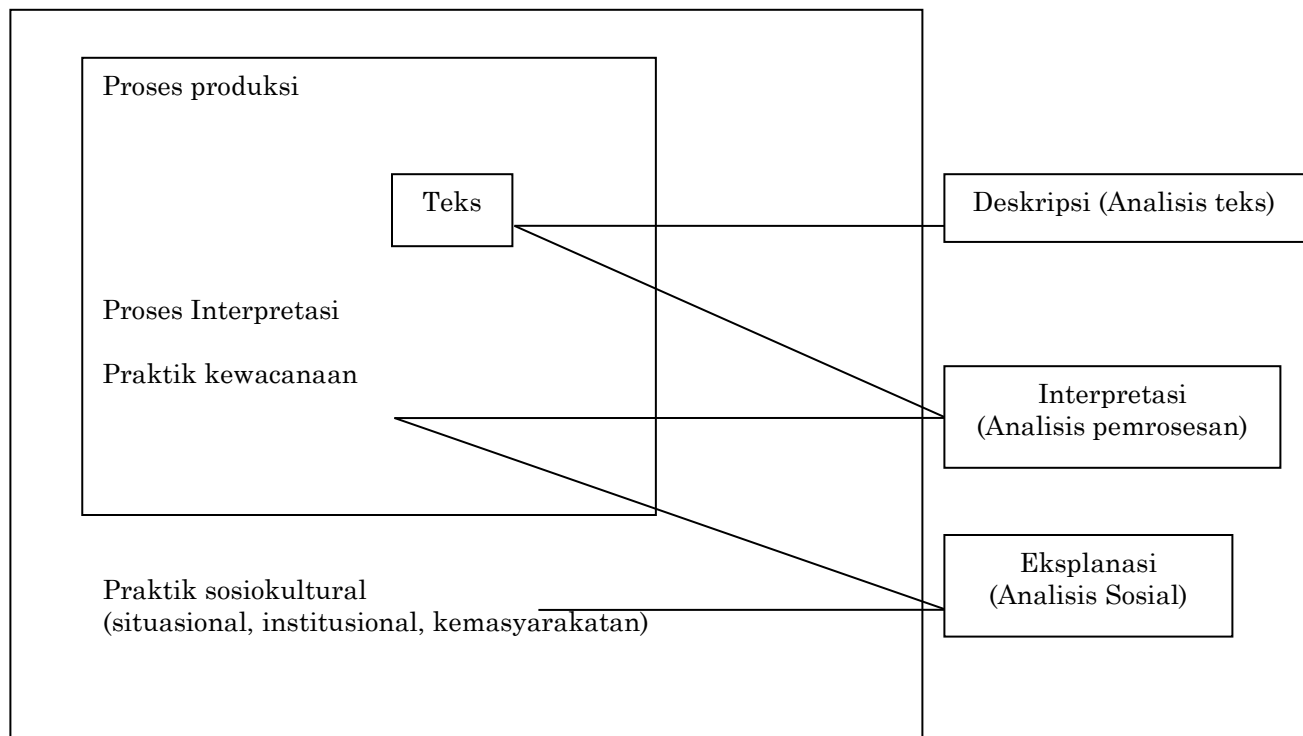 Proses produksi
Teks
Deskripsi (Analisis teks)
Proses Interpretasi
Praktik kewacanaan
Interpretasi
(Analisis pemrosesan)
Eksplanasi
(Analisis Sosial)
Praktik sosiokultural
(situasional, institusional, kemasyarakatan)